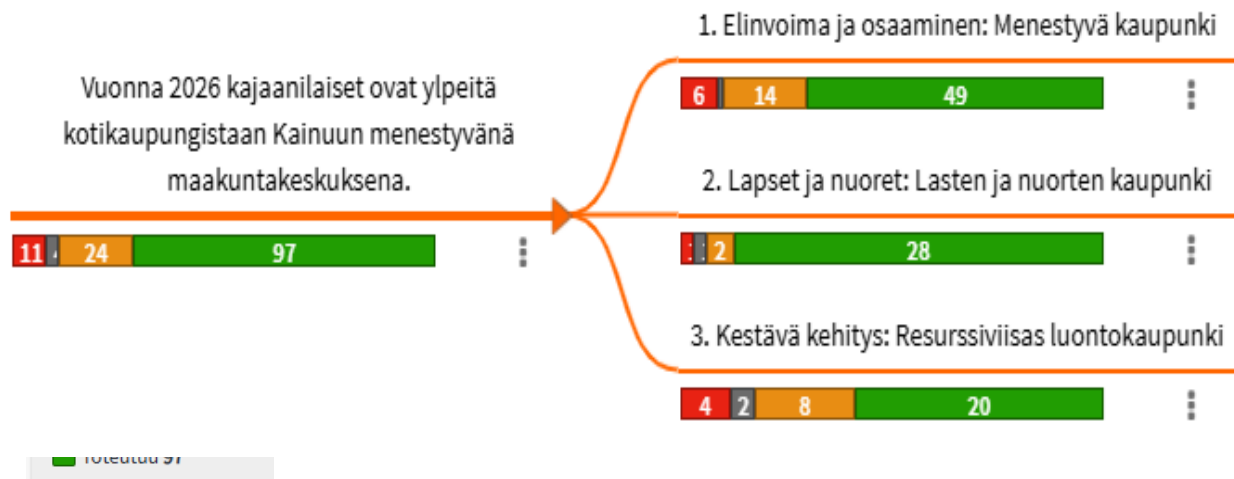 Vuonna 2026 kajaanilaiset ovat ylpeitä
kotikaupungistaan Kainuun menestyvänä
maakuntakeskuksena.
11 24 97
1. Elinvoima ja osaaminen: Menestyvä kaupunki
6 14 49
2. Lapset ja nuoret: Lasten ja nuorten kaupunki
2 28
3. Kestävä kehitys: Resurssiviisas luontokaupunki
4 2 8 20
Toteutuu 97